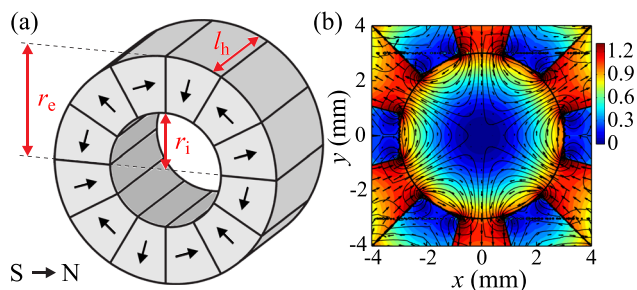 (a)
l_h
r_e
r_i
S → N
(b)
4
2
0
-2
-4
y (mm)
-4 -2 0 2 4
x (mm)
1.2
0.9
0.6
0.3
0